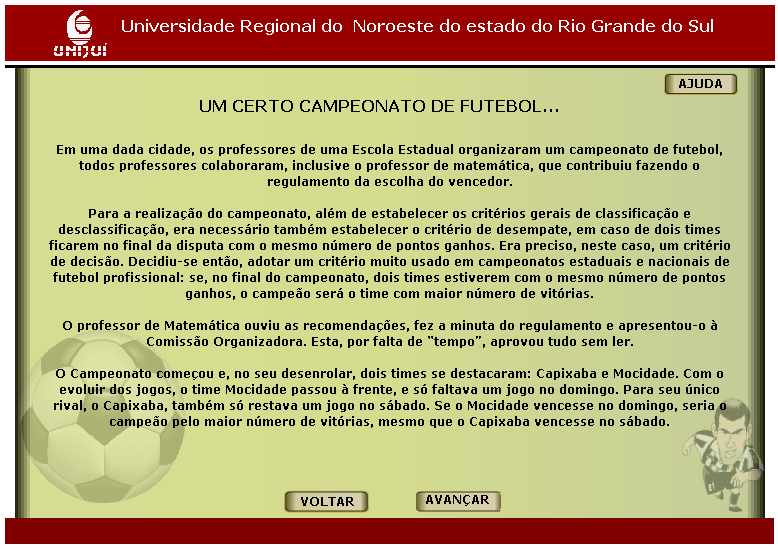 UNIJUÍ
Universidade Regional do Noroeste do estado do Rio Grande do Sul
AJUDA
UM CERTO CAMPEONATO DE FUTEBOL...
Em uma dada cidade, os professores de uma Escola Estadual organizaram um campeonato de futebol,
todos professores colaboraram, inclusive o professor de matemática, que contribuiu fazendo o
regulamento da escolha do vencedor.
Para a realização do campeonato, além de estabelecer os critérios gerais de classificação e
desclassificação, era necessário também estabelecer o critério de desempate, em caso de dois times
ficarem no final da disputa com o mesmo número de pontos ganhos. Era preciso, neste caso, um critério
de decisão. Decidiu-se então, adotar um critério muito usado em campeonatos estaduais e nacionais de
futebol profissional: se, no final do campeonato, dois times estiverem com o mesmo número de pontos
ganhos, o campeão será o time com maior número de vitórias.
O professor de Matemática ouviu as recomendações, fez a minuta do regulamento e apresentou-o à
Comissão Organizadora. Esta, por falta de "tempo", aprovou tudo sem ler.
O Campeonato começou e, no seu desenrolar, dois times se destacaram: Capixaba e Mocidade. Com o
evoluir dos jogos, o time Mocidade passou à frente, e só faltava um jogo no domingo. Para seu único
rival, o Capixaba, também só restava um jogo no sábado. Se o Mocidade vencesse no domingo, seria o
campeão pelo maior número de vitórias, mesmo que o Capixaba vencesse no sábado.
VOLTAR
AVANÇAR